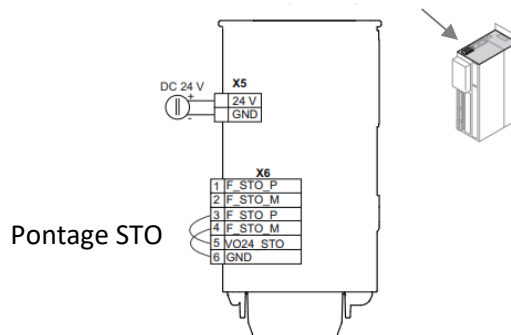 DC 24 V
+
-
X5
24 V
GND
X6
1 F_STO_P
2 F_STO_M
3 F_STO_P
4 F_STO_M
5 VO24_STO
6 GND
Pontage STO